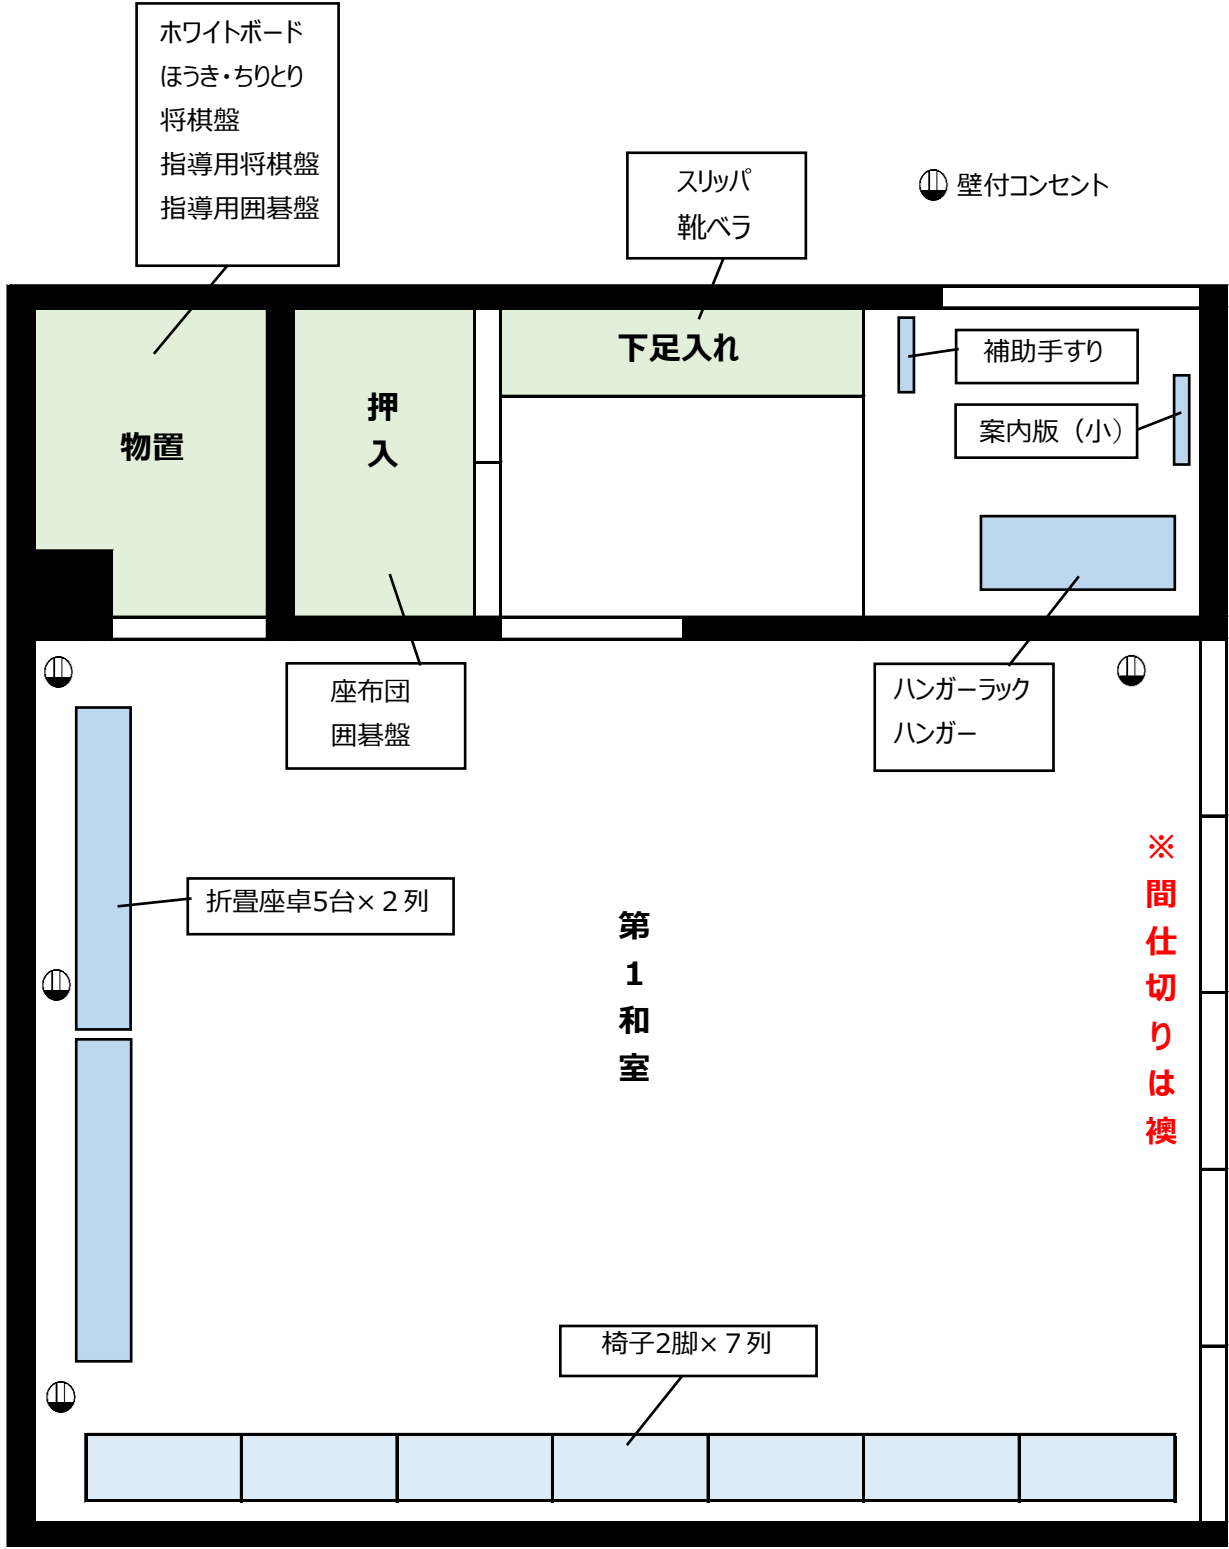 ホワイトボード
ほうき・ちりとり
将棋盤
指導用将棋盤
指導用囲碁盤
スリッパ
靴ベラ
壁付コンセント
物置
押入
下足入れ
補助手すり
案内版（小）
座布団
囲碁盤
ハンガーラック
ハンガー
折畳座卓5台×２列
第1和室
※間仕切りは襖
椅子2脚×７列